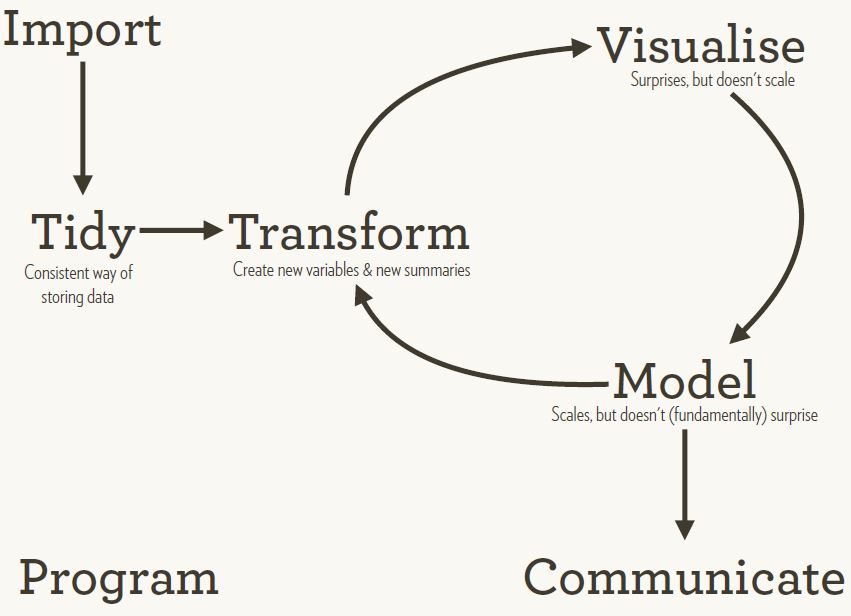 Import
Visualise
Surprises, but doesn't scale
Tidy
Consistent way of
storing data
Transform
Create new variables & new summaries
Model
Scales, but doesn't (fundamentally) surprise
Program
Communicate